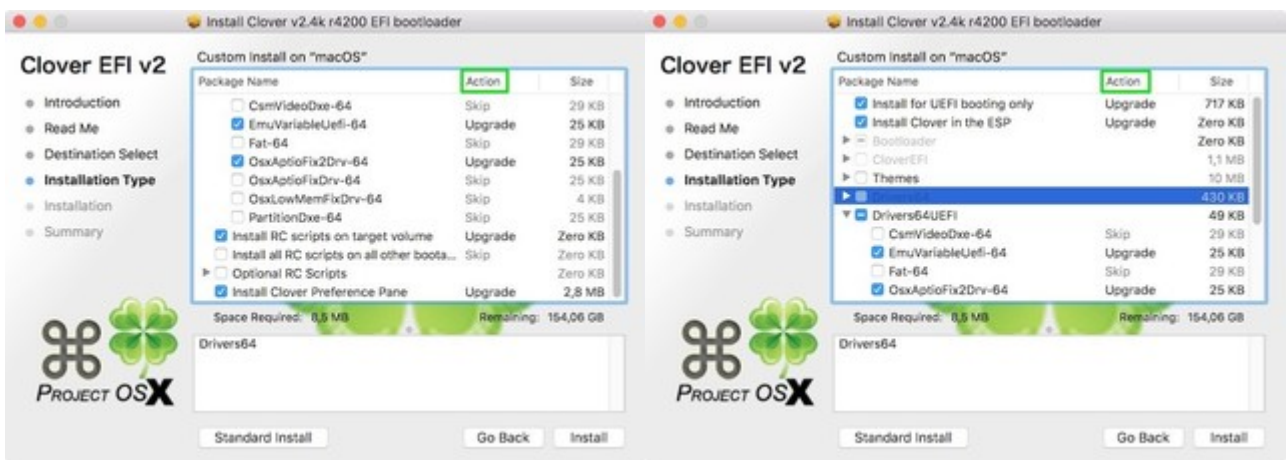 Install Clover v2.4k r4200 EFI bootloader
Clover EFI v2
Custom Install on "macOS"
Package Name Action Size
CsmVideoDxe-64 Skip 29 KB
EmuVariableUefi-64 Upgrade 25 KB
Fat-64 Skip 29 KB
OsxAptioFix2Drv-64 Upgrade 25 KB
OsxAptioFixDrv-64 Skip 25 KB
OsxLowMemFixDrv-64 Skip 4 KB
PartitionDxe-64 Skip 25 KB
Install RC scripts on target volume Upgrade Zero KB
Install all RC scripts on all other boota... Skip Zero KB
Optional RC Scripts Zero KB
Install Clover Preference Pane Upgrade 2,8 MB
Introduction
Read Me
Destination Select
Installation Type
Installation
Summary
Space Required: 8,5 MB Remaining: 154,06 GB
Drivers64
PROJECT OSX
Standard Install Go Back Install
Install Clover v2.4k r4200 EFI bootloader
Clover EFI v2
Custom Install on "macOS"
Package Name Action Size
Install for UEFI booting only Upgrade 717 KB
Install Clover in the ESP Upgrade Zero KB
Bootloader Zero KB
CloverEFI 1,1 MB
Themes 10 MB
Drivers64 430 KB
Drivers64UEFI 49 KB
CsmVideoDxe-64 Skip 29 KB
EmuVariableUefi-64 Upgrade 25 KB
Fat-64 Skip 29 KB
OsxAptioFix2Drv-64 Upgrade 25 KB
Introduction
Read Me
Destination Select
Installation Type
Installation
Summary
Space Required: 8,5 MB Remaining: 154,06 GB
Drivers64
PROJECT OSX
Standard Install Go Back Install